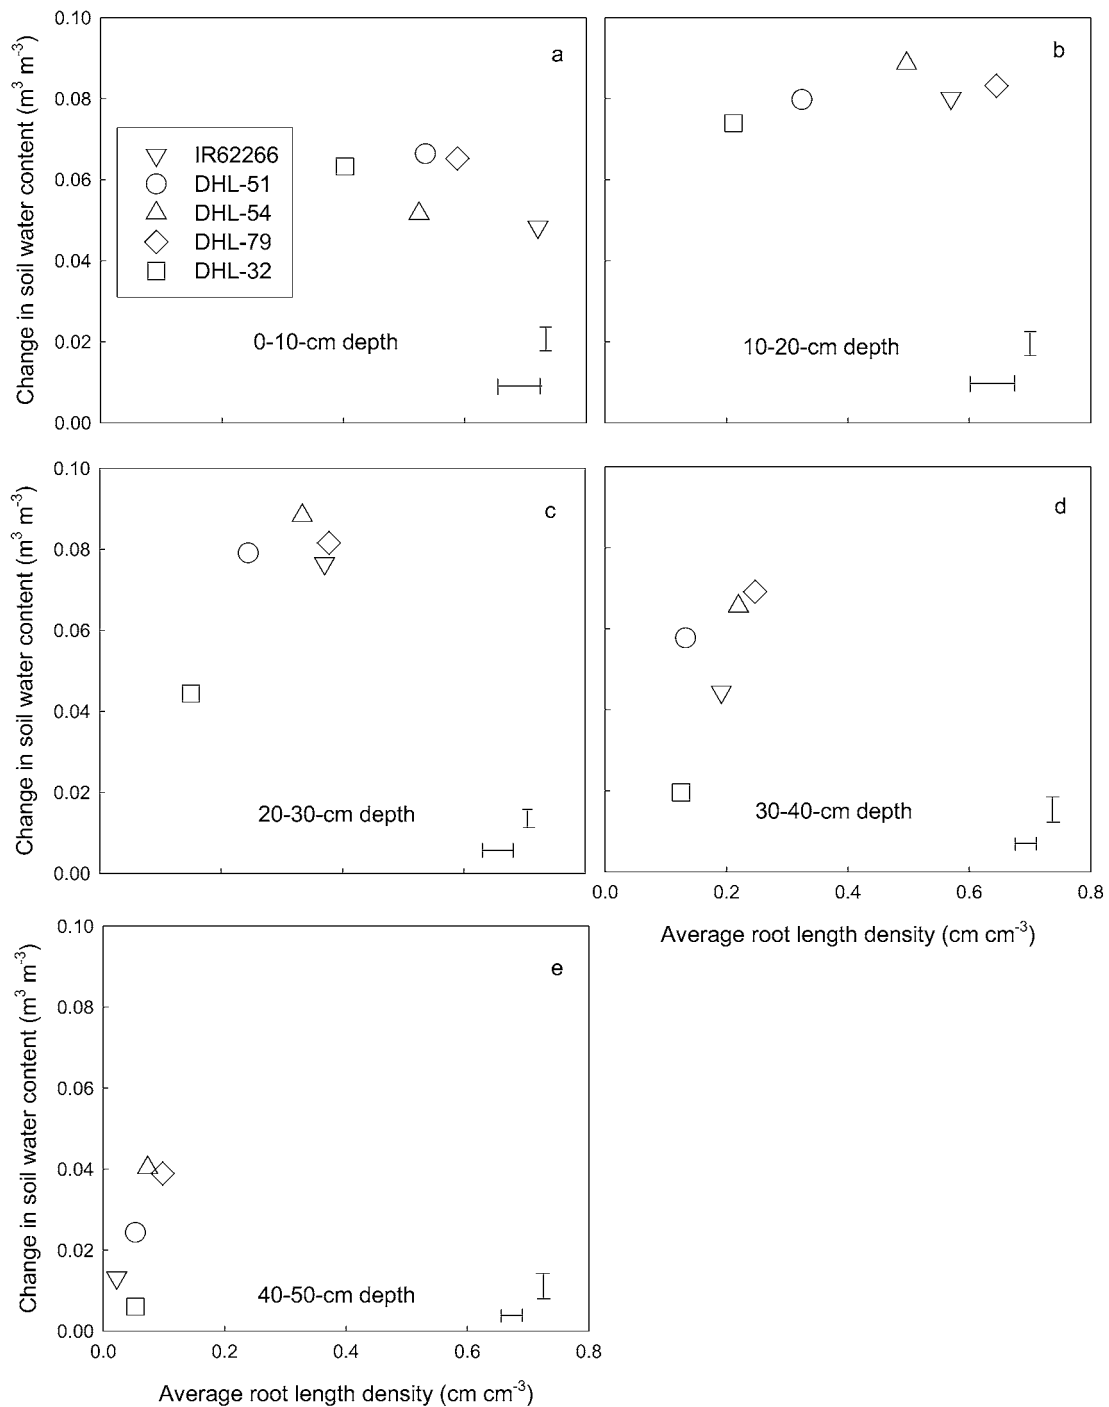 0.10
0.08
0.06
0.04
0.02
0.00
Change in soil water content (m³ m⁻³)
a
IR62266
DHL-51
DHL-54
DHL-79
DHL-32
0-10-cm depth
b
10-20-cm depth
0.10
0.08
0.06
0.04
0.02
0.00
Change in soil water content (m³ m⁻³)
c
20-30-cm depth
d
30-40-cm depth
0.0 0.2 0.4 0.6 0.8
Average root length density (cm cm⁻³)
0.10
0.08
0.06
0.04
0.02
0.00
Change in soil water content (m³ m⁻³)
e
40-50-cm depth
0.0 0.2 0.4 0.6 0.8
Average root length density (cm cm⁻³)